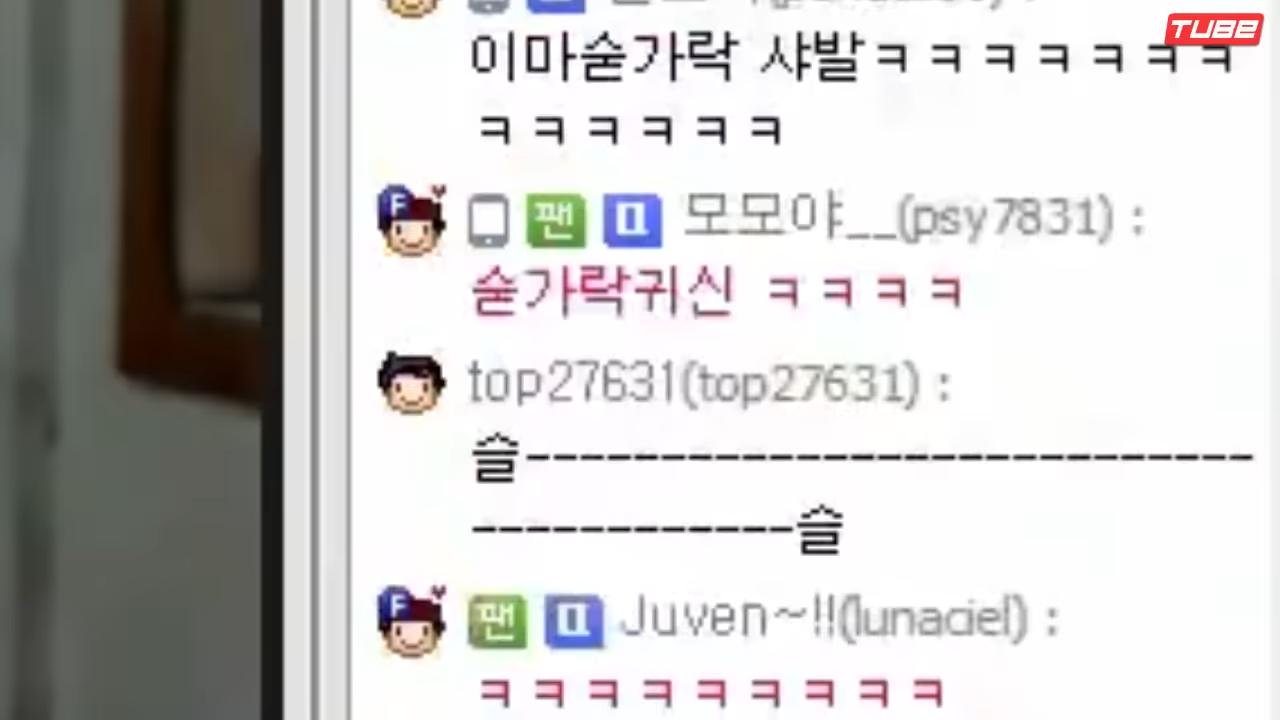 TUBE
이마숟가락 샤발ㅋㅋㅋㅋㅋㅋㅋ
ㅋㅋㅋㅋㅋㅋ
팬 모모야__(psy7831) :
숟가락귀신 ㅋㅋㅋㅋ
top27631(top27631) :
슬---------------------------
------------슬
팬 Juven~!!(lunaciel) :
ㅋㅋㅋㅋㅋㅋㅋㅋㅋ